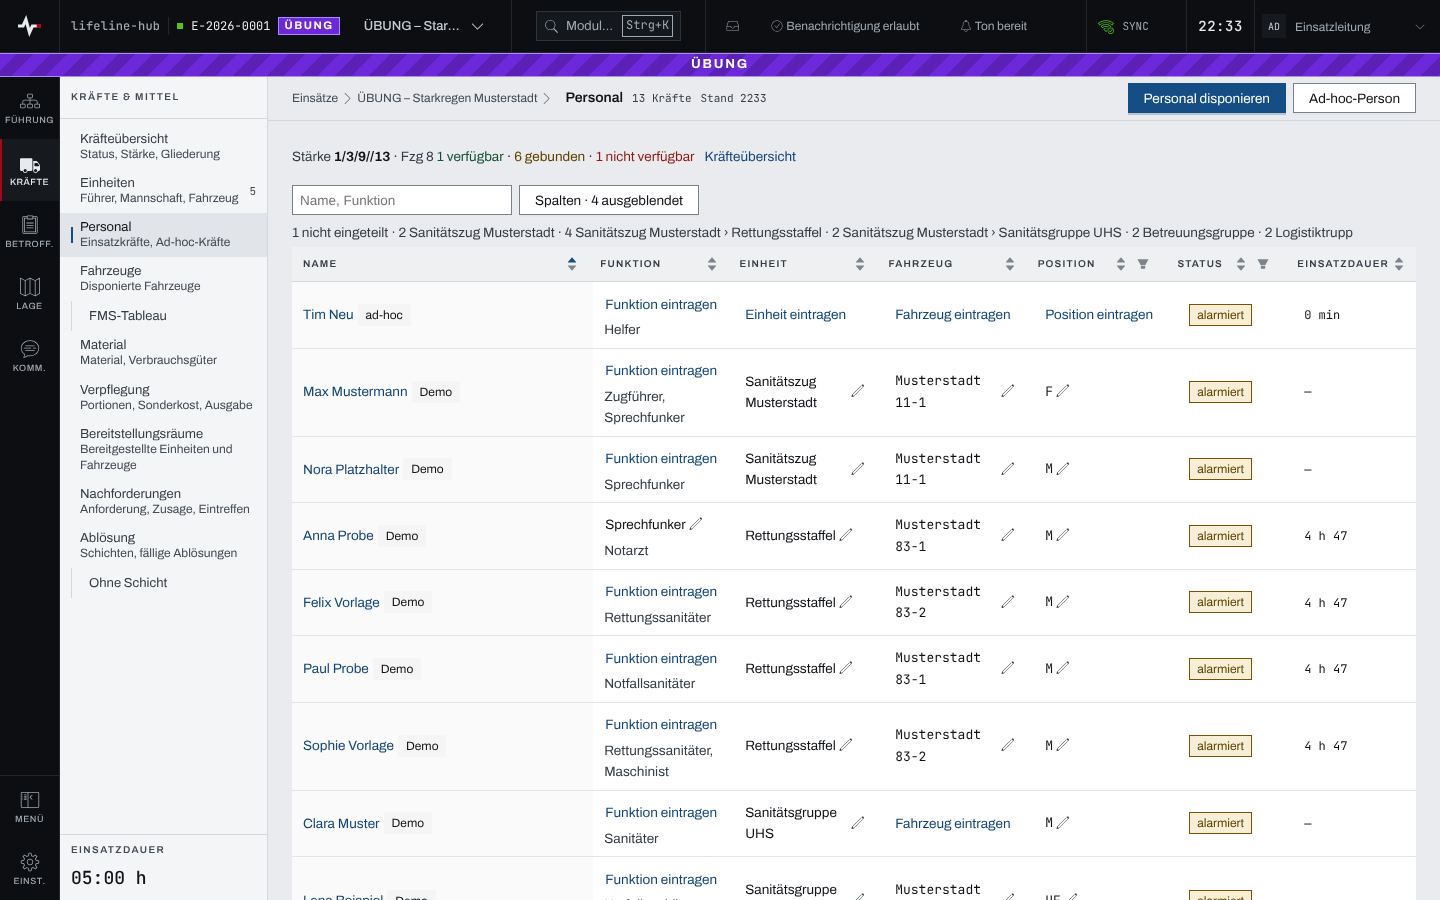 lifeline-hub E-2026-0001 ÜBUNG ÜBUNG – Star... Modul... Strg+K Benachrichtigung erlaubt Ton bereit SYNC 22:33 AD Einsatzleitung
ÜBUNG
FÜHRUNG
KRÄFTE
BETROFF.
LAGE
KOMM.
MENÜ
EINST.
KRÄFTE & MITTEL
Kräfteübersicht
Status, Stärke, Gliederung
Einheiten
Führer, Mannschaft, Fahrzeug 5
Personal
Einsatzkräfte, Ad-hoc-Kräfte
Fahrzeuge
Disponierte Fahrzeuge
FMS-Tableau
Material
Material, Verbrauchsgüter
Verpflegung
Portionen, Sonderkost, Ausgabe
Bereitstellungsräume
Bereitgestellte Einheiten und
Fahrzeuge
Nachforderungen
Anforderung, Zusage, Eintreffen
Ablösung
Schichten, fällige Ablösungen
Ohne Schicht
EINSATZDAUER
05:00 h
Einsätze ÜBUNG – Starkregen Musterstadt Personal 13 Kräfte Stand 2233 Personal disponieren Ad-hoc-Person
Stärke 1/3/9//13 · Fzg 8 1 verfügbar · 6 gebunden · 1 nicht verfügbar Kräfteübersicht
Name, Funktion Spalten · 4 ausgeblendet
1 nicht eingeteilt · 2 Sanitätszug Musterstadt · 4 Sanitätszug Musterstadt › Rettungsstaffel · 2 Sanitätszug Musterstadt › Sanitätsgruppe UHS · 2 Betreuungsgruppe · 2 Logistiktrupp
NAME FUNKTION EINHEIT FAHRZEUG POSITION STATUS EINSATZDAUER
Funktion eintragen
Tim Neu ad-hoc Einheit eintragen Fahrzeug eintragen Position eintragen alarmiert 0 min
Helfer
Funktion eintragen
Sanitätszug Musterstadt
Max Mustermann Demo Zugführer, F alarmiert –
Musterstadt 11-1
Sprechfunker
Funktion eintragen Sanitätszug Musterstadt
Nora Platzhalter Demo M alarmiert –
Sprechfunker Musterstadt 11-1
Sprechfunker Musterstadt
Anna Probe Demo Rettungsstaffel M alarmiert 4 h 47
Notarzt 83-1
Funktion eintragen Musterstadt
Felix Vorlage Demo Rettungsstaffel M alarmiert 4 h 47
Rettungssanitäter 83-2
Funktion eintragen Musterstadt
Paul Probe Demo Rettungsstaffel M alarmiert 4 h 47
Notfallsanitäter 83-1
Funktion eintragen Musterstadt
Sophie Vorlage Demo Rettungssanitäter, Rettungsstaffel M alarmiert 4 h 47
Maschinist 83-2
Funktion eintragen Sanitätsgruppe
Clara Muster Demo Fahrzeug eintragen M alarmiert –
Sanitäter UHS
Funktion eintragen Sanitätsgruppe Musterstadt